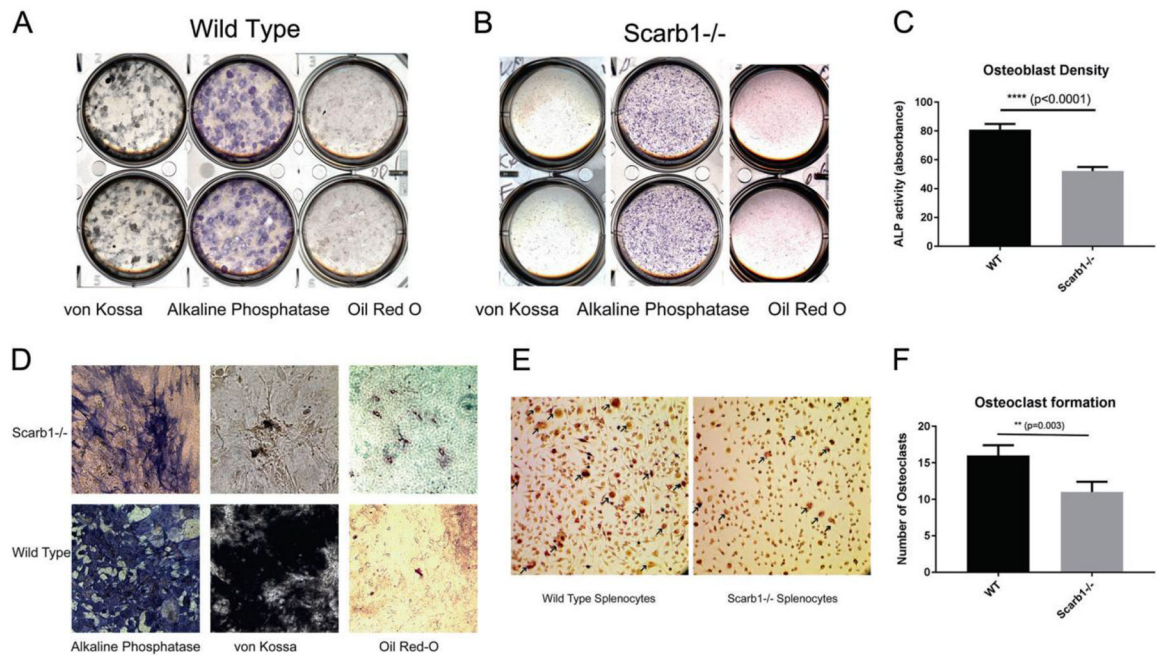 A
Wild Type
von Kossa Alkaline Phosphatase Oil Red O
B
Scarb1-/-
von Kossa Alkaline Phosphatase Oil Red O
C
Osteoblast Density
**** (p<0.0001)
ALP activity (absorbance)
100
80
60
40
20
0
WT
Scarb1-/-
D
Scarb1-/-
Wild Type
Alkaline Phosphatase von Kossa Oil Red-O
E
Wild Type Splenocytes Scarb1-/- Splenocytes
F
Osteoclast formation
** (p=0.003)
Number of Osteoclasts
20
15
10
5
0
WT
Scarb1-/-